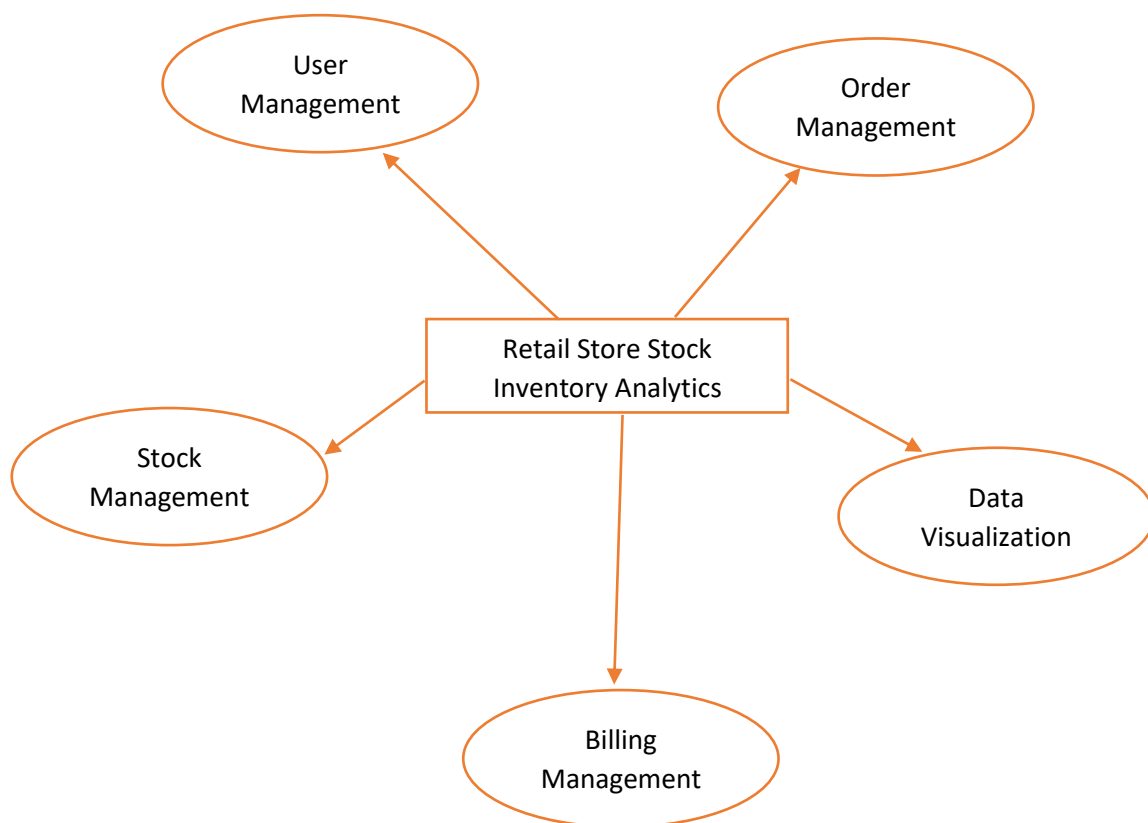 User
Management
Order
Management
Retail Store Stock
Inventory Analytics
Stock
Management
Data
Visualization
Billing
Management